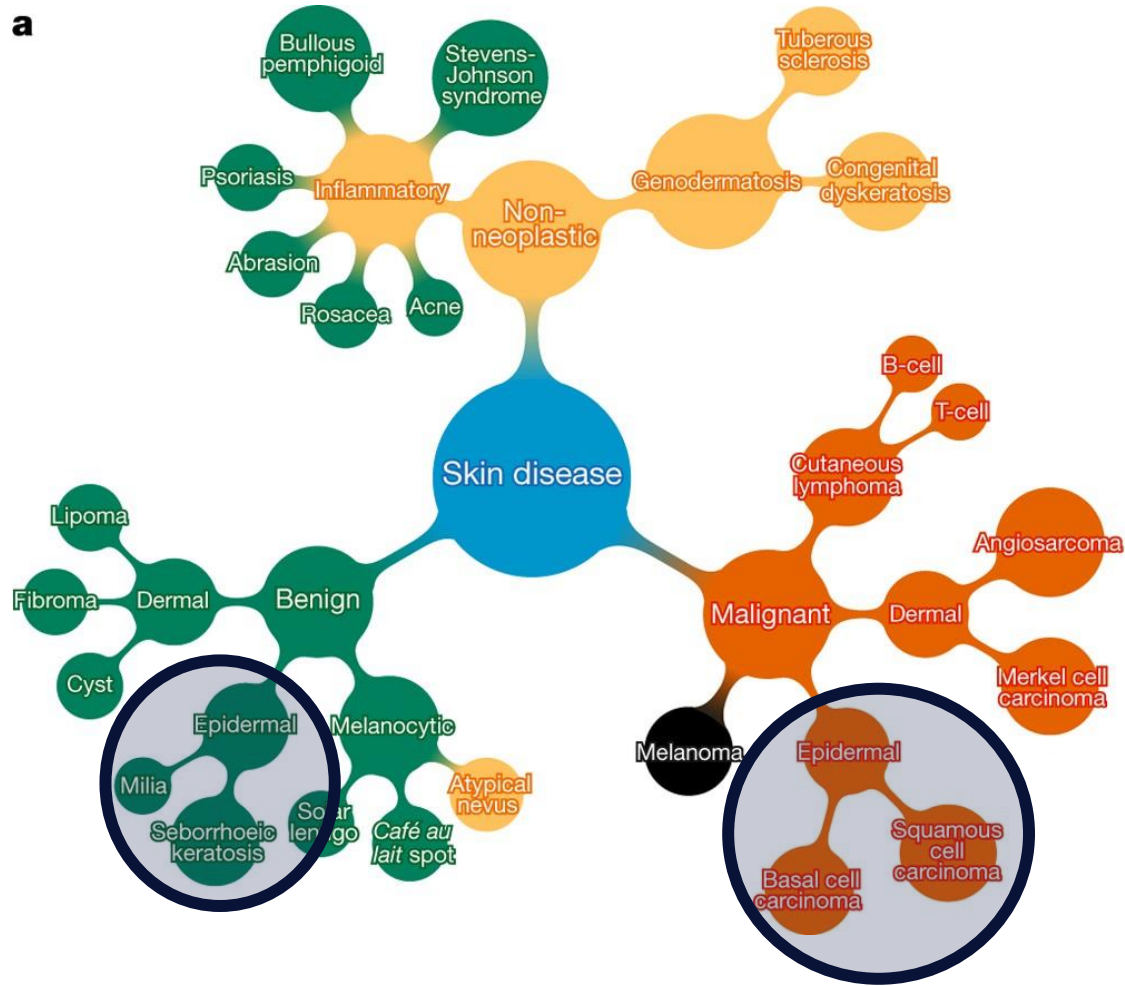 a
Bullous
pemphigoid
Stevens-
Johnson
syndrome
Tuberous
sclerosis
Psoriasis
Inflammatory
Genodermatosis
Congenital
dyskeratosis
Non-
neoplastic
Abrasion
Rosacea
Acne
B-cell
T-cell
Cutaneous
lymphoma
Skin disease
Lipoma
Angiosarcoma
Fibroma
Dermal
Benign
Malignant
Dermal
Cyst
Merkel cell
carcinoma
Epidermal
Melanocytic
Melanoma
Epidermal
Milia
Atypical
nevus
Solar
lentigo
Seborrhoeic
keratosis
Café au
lait spot
Squamous
cell
carcinoma
Basal cell
carcinoma